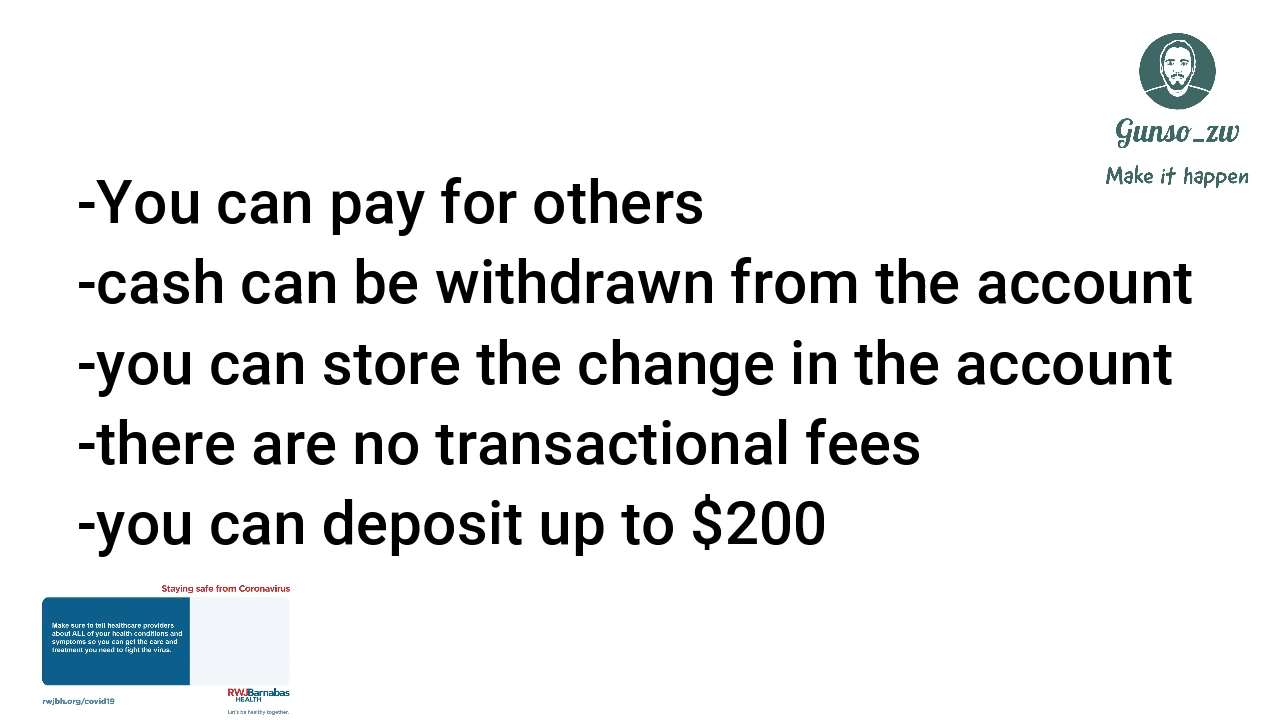 Gunso_zw
Make it happen
-You can pay for others
-cash can be withdrawn from the account
-you can store the change in the account
-there are no transactional fees
-you can deposit up to $200
Staying safe from Coronavirus
Make sure to tell healthcare providers
about ALL of your health conditions and
symptoms so you can get the care and
treatment you need to fight the virus.
rwjbh.org/covid19
RWJBarnabas
HEALTH
Let's be healthy together.